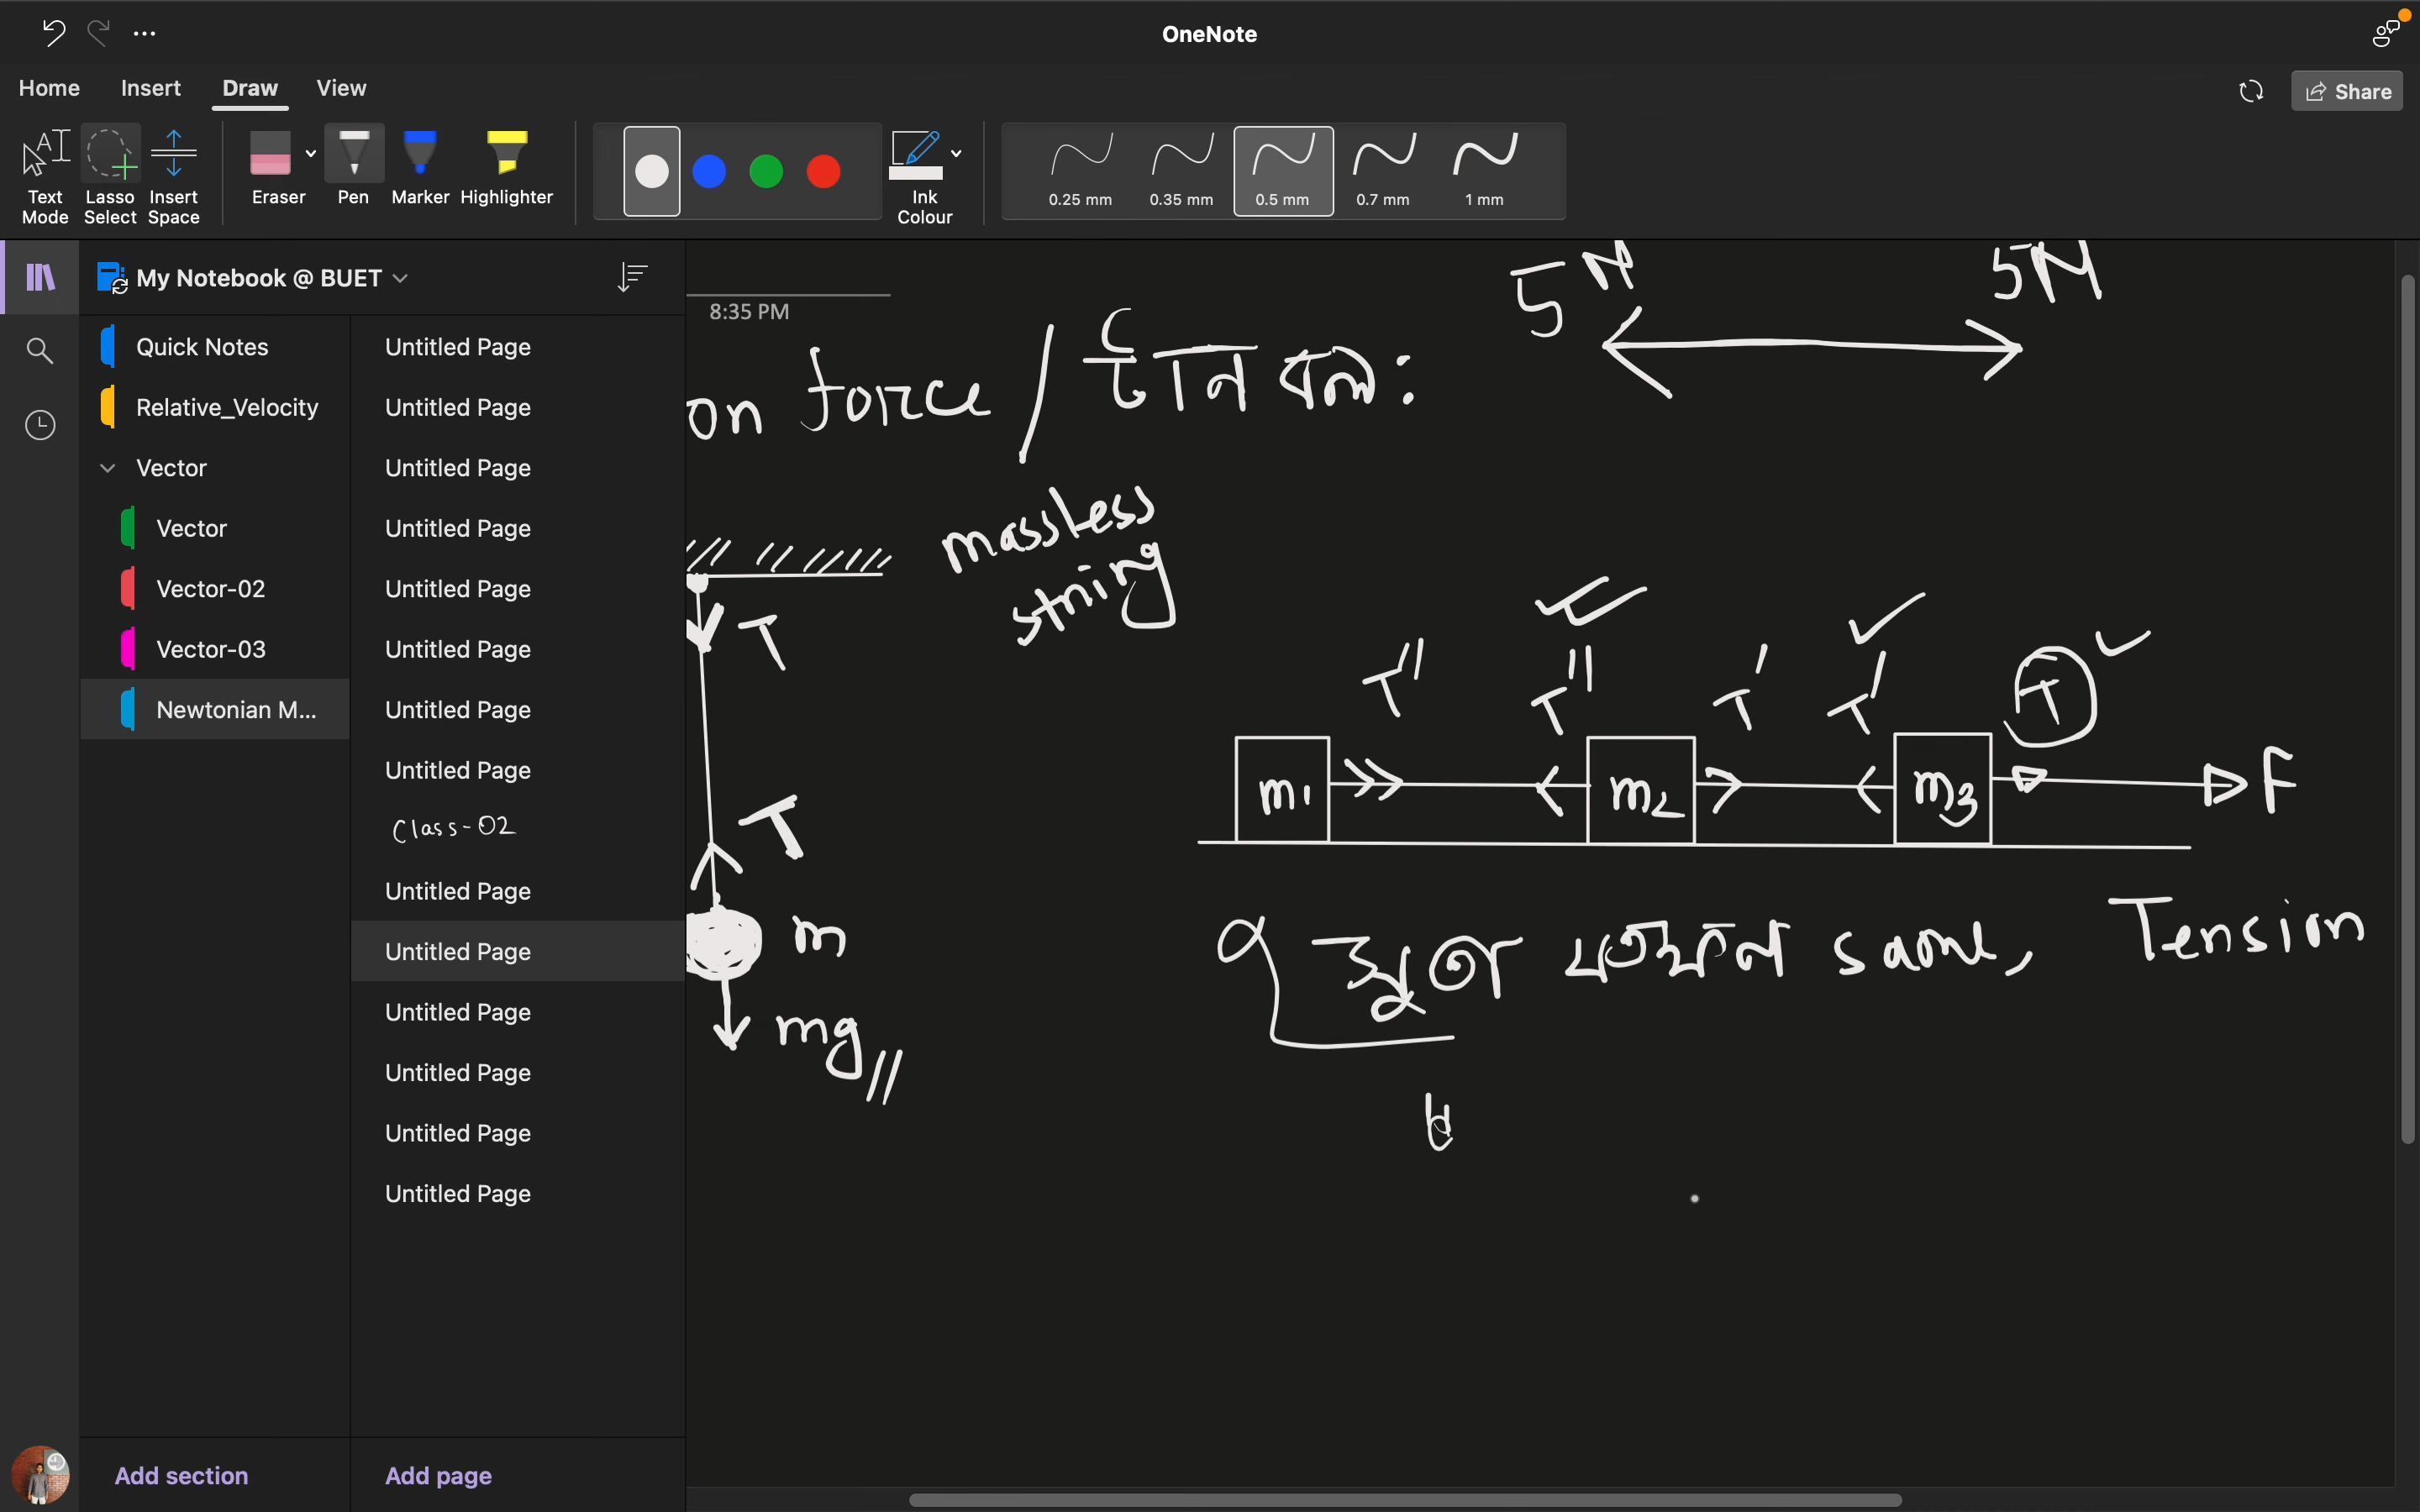 OneNote
Home Insert Draw View
Share
Text Mode
Lasso Select
Insert Space
Eraser
Pen
Marker
Highlighter
Ink Colour
0.25 mm
0.35 mm
0.5 mm
0.7 mm
1 mm
My Notebook @ BUET
Quick Notes
Relative_Velocity
Vector
Vector
Vector-02
Vector-03
Newtonian M...
Add section
Untitled Page
Untitled Page
Untitled Page
Untitled Page
Untitled Page
Untitled Page
Untitled Page
Untitled Page
Class-02
Untitled Page
Untitled Page
Untitled Page
Untitled Page
Untitled Page
Untitled Page
Add page
8:35 PM
5N 5N
on force / টান বল:
massless
string
T
T
m
mg
T'' T'' T' T' T
m1 m2 m3 F
same, Tension